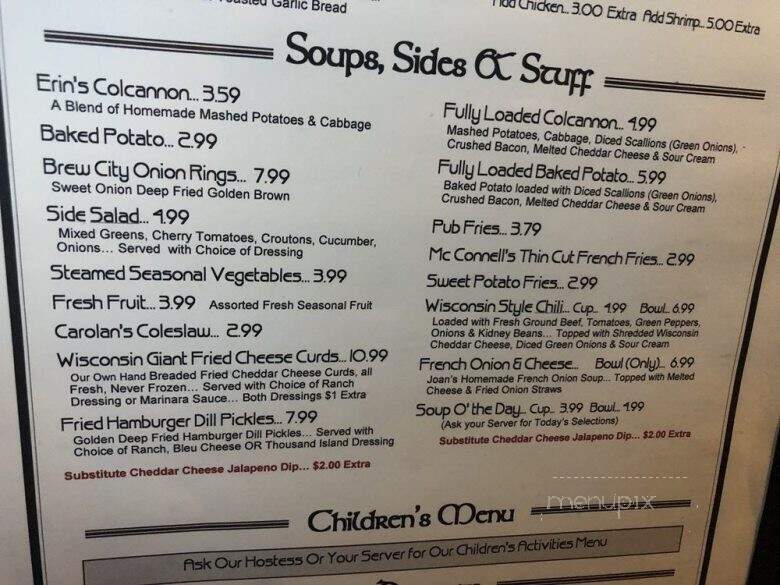 Toasted Garlic Bread
Add Chicken... 3.00 Extra Add Shrimp... 5.00 Extra
Soups, Sides & Stuff
Erin's Colcannon... 3.59
A Blend of Homemade Mashed Potatoes & Cabbage
Baked Potato... 2.99
Brew City Onion Rings... 7.99
Sweet Onion Deep Fried Golden Brown
Side Salad... 4.99
Mixed Greens, Cherry Tomatoes, Croutons, Cucumber,
Onions... Served with Choice of Dressing
Steamed Seasonal Vegetables... 3.99
Fresh Fruit... 3.99 Assorted Fresh Seasonal Fruit
Carolan's Coleslaw... 2.99
Wisconsin Giant Fried Cheese Curds... 10.99
Our Own Hand Breaded Fried Cheddar Cheese Curds, all
Fresh, Never Frozen... Served with Choice of Ranch
Dressing or Marinara Sauce... Both Dressings $1 Extra
Fried Hamburger Dill Pickles... 7.99
Golden Deep Fried Hamburger Dill Pickles... Served with
Choice of Ranch, Bleu Cheese OR Thousand Island Dressing
Substitute Cheddar Cheese Jalapeno Dip... $2.00 Extra
Fully Loaded Colcannon... 4.99
Mashed Potatoes, Cabbage, Diced Scallions (Green Onions),
Crushed Bacon, Melted Cheddar Cheese & Sour Cream
Fully Loaded Baked Potato... 5.99
Baked Potato loaded with Diced Scallions (Green Onions),
Crushed Bacon, Melted Cheddar Cheese & Sour Cream
Pub Fries... 3.79
Mc Connell's Thin Cut French Fries... 2.99
Sweet Potato Fries... 2.99
Wisconsin Style Chili... Cup... 4.99 Bowl... 6.99
Loaded with Fresh Ground Beef, Tomatoes, Green Peppers,
Onions & Kidney Beans... Topped with Shredded Wisconsin
Cheddar Cheese, Diced Green Onions & Sour Cream
French Onion & Cheese... Bowl (Only)... 6.99
Joan's Homemade French Onion Soup... Topped with Melted
Cheese & Fried Onion Straws
Soup O' the Day... Cup... 3.99 Bowl... 4.99
(Ask your Server for Today's Selections)
Substitute Cheddar Cheese Jalapeno Dip... $2.00 Extra
menupix
Children's Menu
Ask Our Hostess Or Your Server for Our Children's Activities Menu